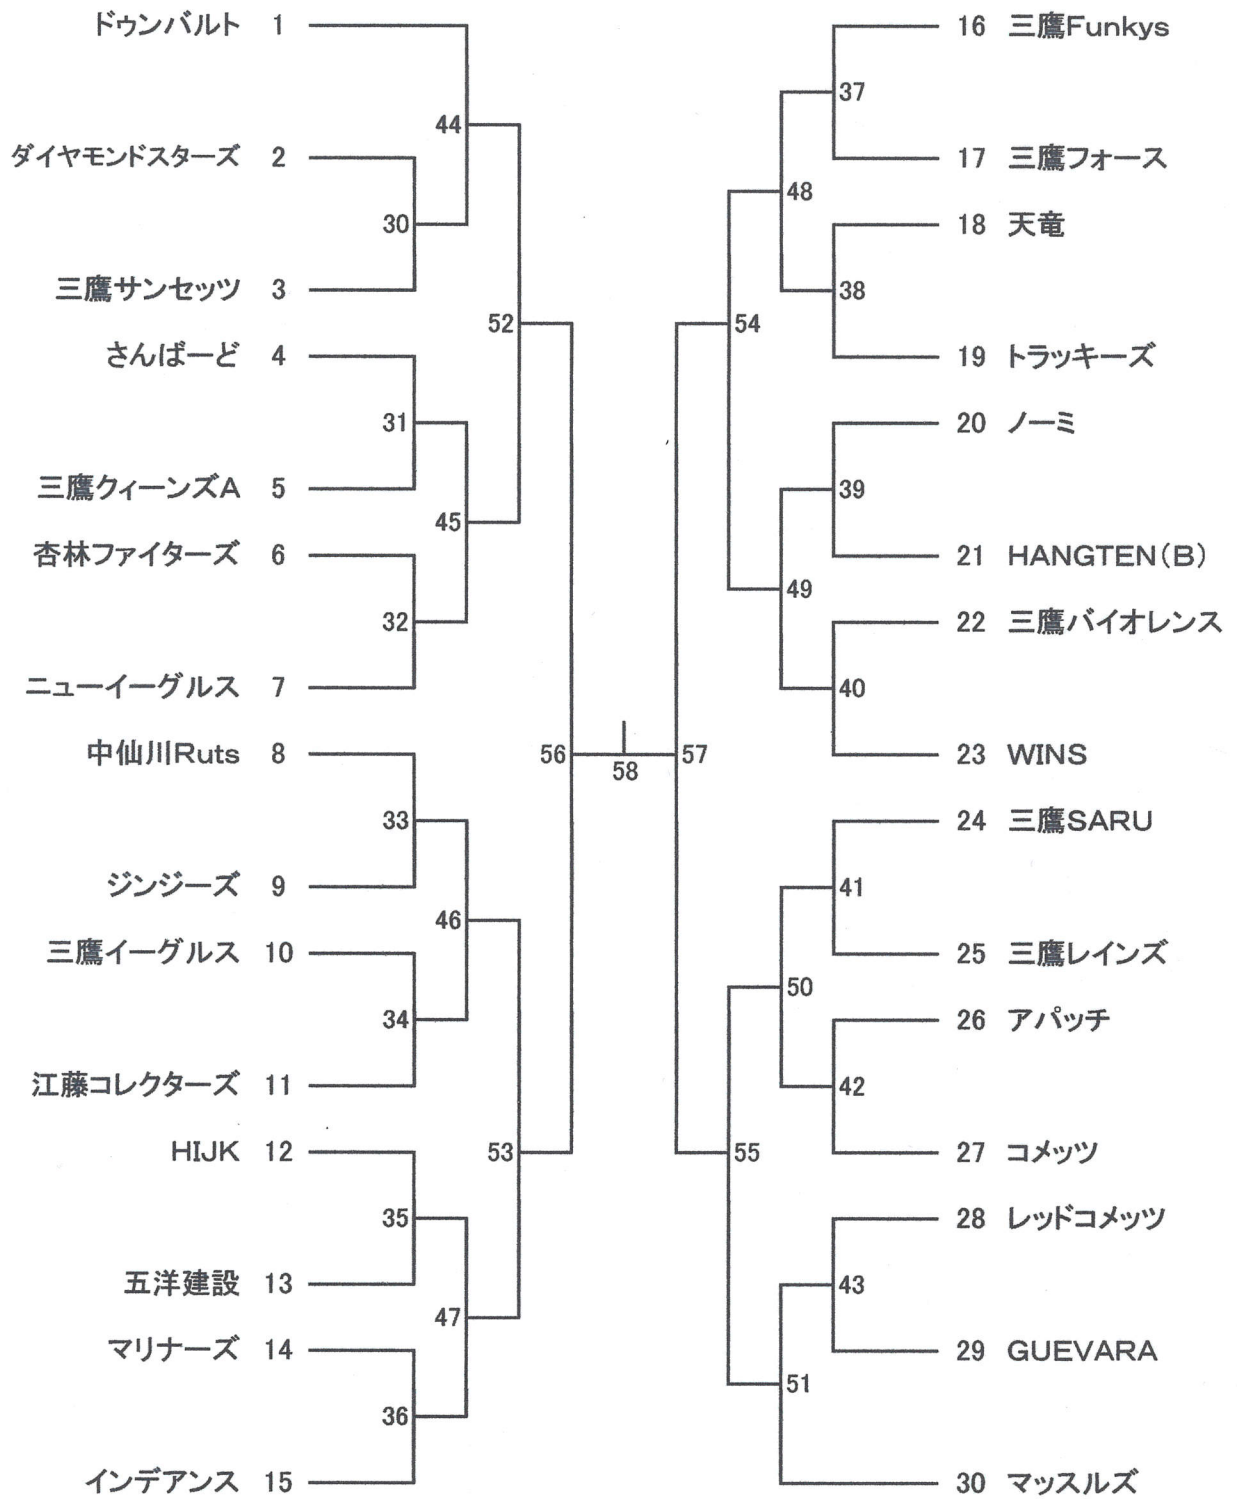 ドゥンバルト 1
44
ダイヤモンドスターズ 2
30
三鷹サンセッツ 3
52
さんぱーど 4
31
三鷹クィーンズA 5
45
杏林ファイターズ 6
32
ニューイーグルス 7
中仙川Ruts 8
56
58
57
33
ジンジーズ 9
46
三鷹イーグルス 10
34
江藤コレクターズ 11
HIJK 12
53
35
五洋建設 13
47
マリナーズ 14
36
インデアンス 15
16 三鷹Funkys
37
17 三鷹フォース
48
18 天竜
38
54
19 トラッキーズ
20 ノーミ
39
21 HANGTEN(B)
49
22 三鷹バイオレンス
40
23 WINS
24 三鷹SARU
41
25 三鷹レインズ
50
26 アパッチ
42
27 コメッツ
55
28 レッドコメッツ
43
29 GUEVARA
51
30 マッスルズ